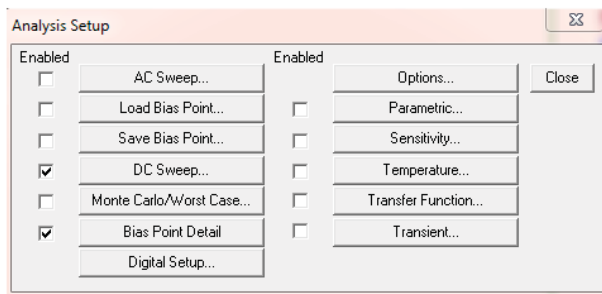 Analysis Setup
Enabled
AC Sweep...
Load Bias Point...
Save Bias Point...
DC Sweep...
Monte Carlo/Worst Case...
Bias Point Detail
Digital Setup...
Enabled
Options...
Parametric...
Sensitivity...
Temperature...
Transfer Function...
Transient...
Close